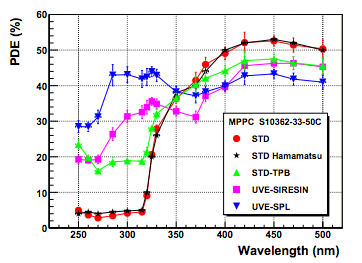 PDE (%)
60
50
40
30
20
10
0
250 300 350 400 450 500
Wavelength (nm)
MPPC S10362-33-50C
STD
STD Hamamatsu
STD-TPB
UVE-SIRESIN
UVE-SPL